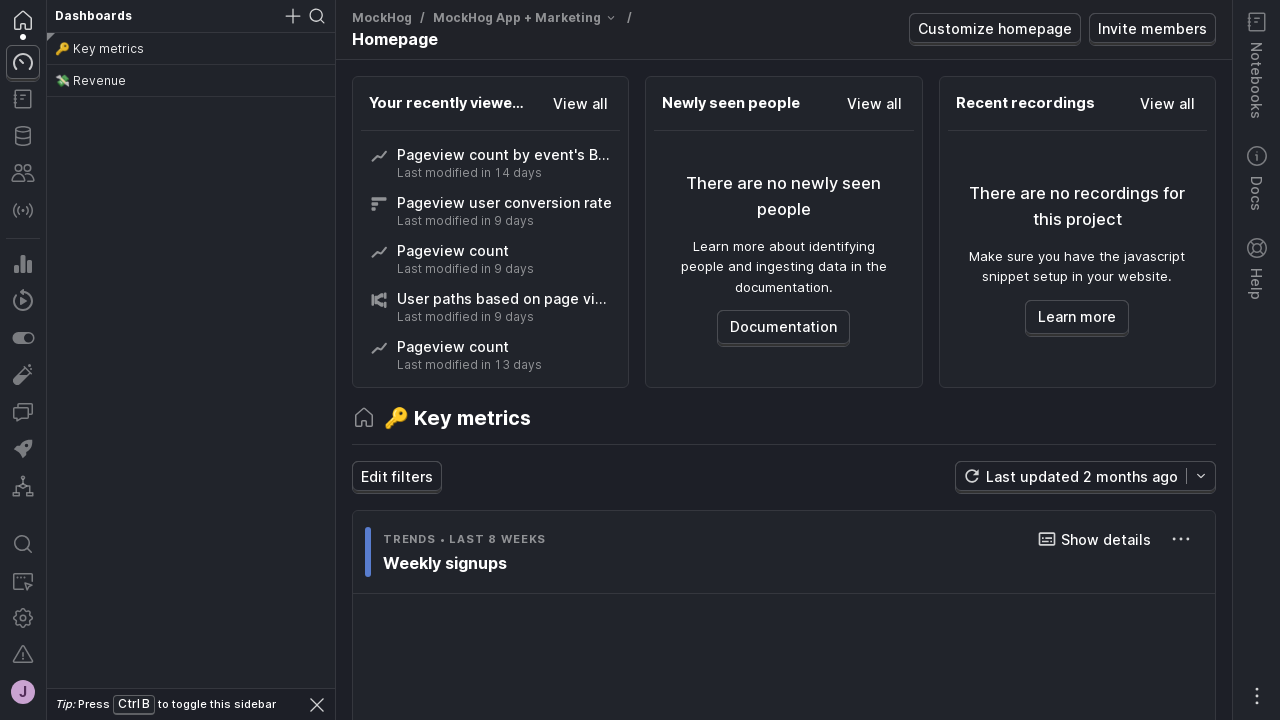 Dashboards
🔑 Key metrics
💸 Revenue
Tip: Press Ctrl B to toggle this sidebar
J
MockHog / MockHog App + Marketing /
Homepage
Customize homepage
Invite members
Your recently viewe...
View all
Pageview count by event's B...
Last modified in 14 days
Pageview user conversion rate
Last modified in 9 days
Pageview count
Last modified in 9 days
User paths based on page vi...
Last modified in 9 days
Pageview count
Last modified in 13 days
Newly seen people
View all
There are no newly seen
people
Learn more about identifying
people and ingesting data in the
documentation.
Documentation
Recent recordings
View all
There are no recordings for
this project
Make sure you have the javascript
snippet setup in your website.
Learn more
🔑 Key metrics
Edit filters
Last updated 2 months ago
TRENDS • LAST 8 WEEKS
Weekly signups
Show details
Notebooks
Docs
Help